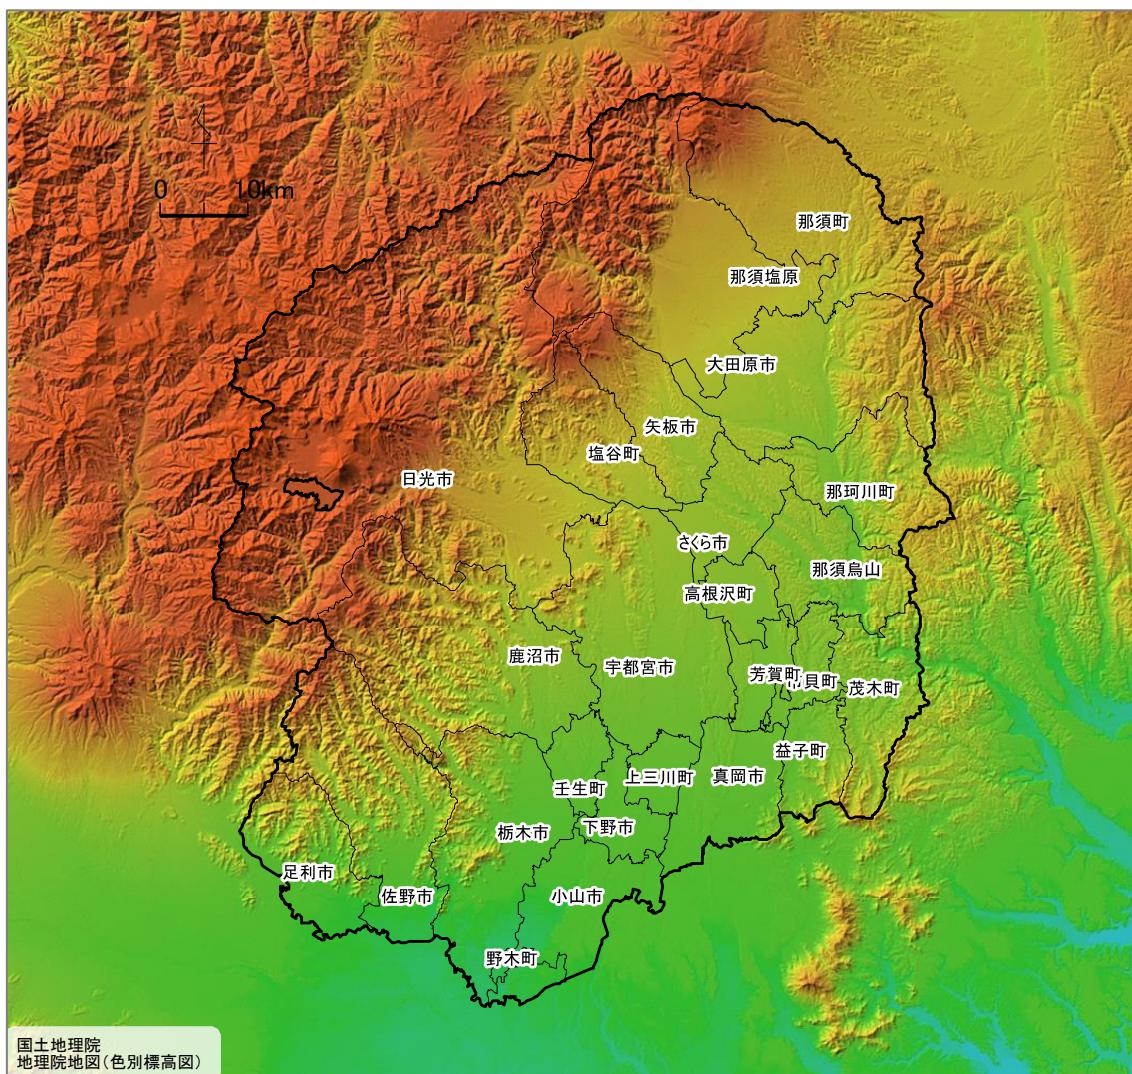 0 10km
那須町
那須塩原
大田原市
矢板市
塩谷町
日光市
那珂川町
さくら市
那須烏山
高根沢町
鹿沼市
宇都宮市
芳賀町
市貝町
茂木町
益子町
上三川町
真岡市
壬生町
下野市
栃木市
足利市
佐野市
小山市
野木町
国土地理院
地理院地図(色別標高図)